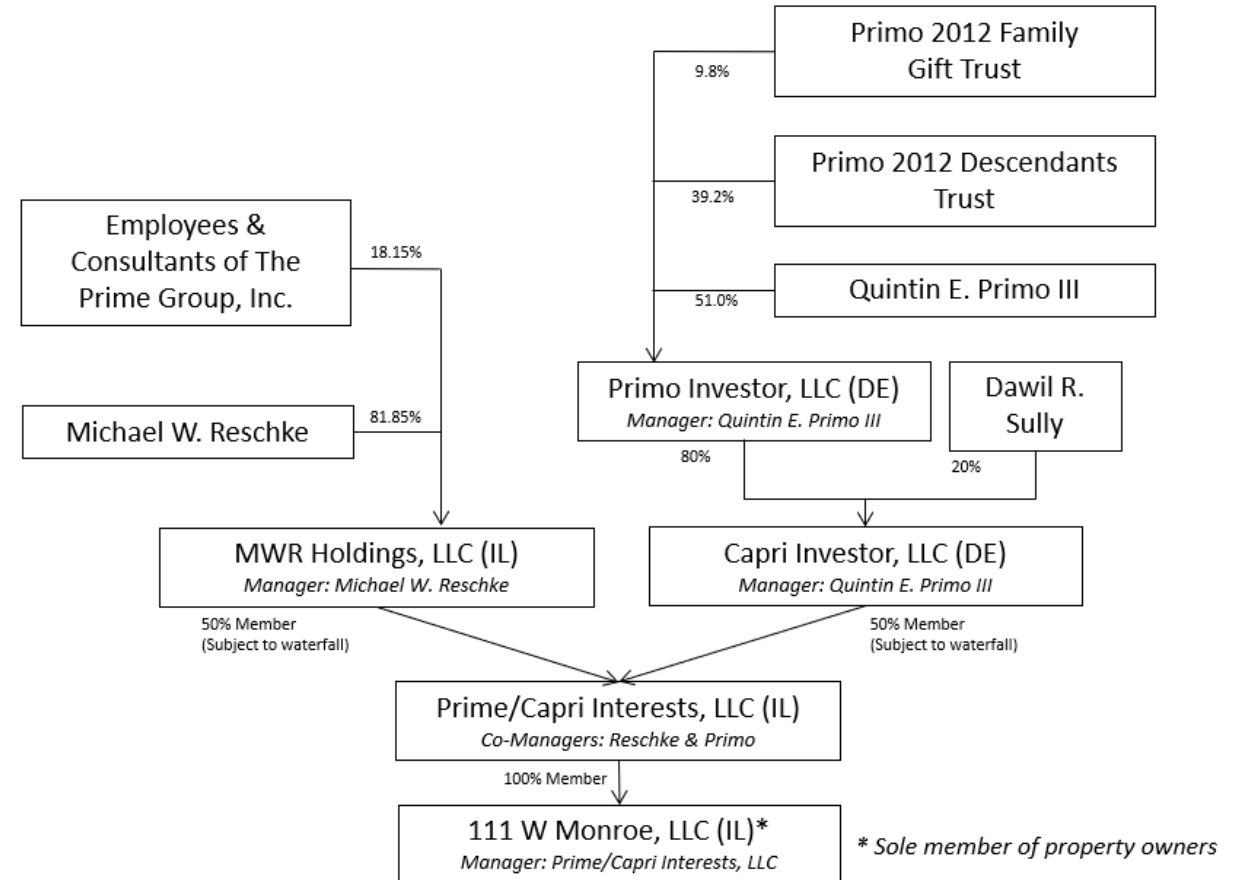 Primo 2012 Family
Gift Trust
9.8%
Primo 2012 Descendants
Trust
39.2%
Employees &
Consultants of The
Prime Group, Inc.
18.15%
Quintin E. Primo III
51.0%
Primo Investor, LLC (DE)
Manager: Quintin E. Primo III
80%
Dawil R.
Sully
20%
Michael W. Reschke
81.85%
MWR Holdings, LLC (IL)
Manager: Michael W. Reschke
50% Member
(Subject to waterfall)
Capri Investor, LLC (DE)
Manager: Quintin E. Primo III
50% Member
(Subject to waterfall)
Prime/Capri Interests, LLC (IL)
Co-Managers: Reschke & Primo
100% Member
111 W Monroe, LLC (IL)*
Manager: Prime/Capri Interests, LLC
* Sole member of property owners